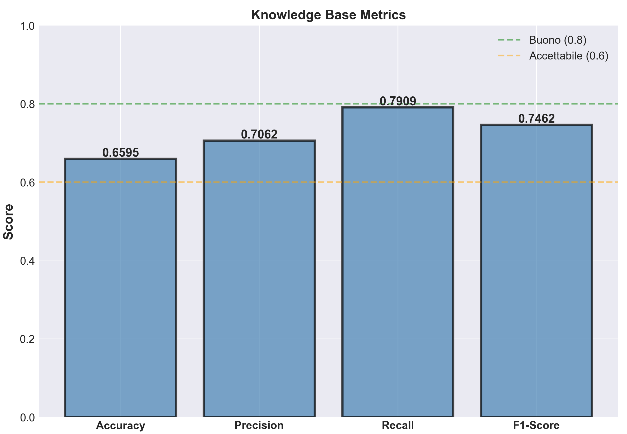 Knowledge Base Metrics
1.0
0.8
0.6
0.4
0.2
0.0
Score
Buono (0.8)
Accettabile (0.6)
0.6595
0.7062
0.7909
0.7462
Accuracy
Precision
Recall
F1-Score